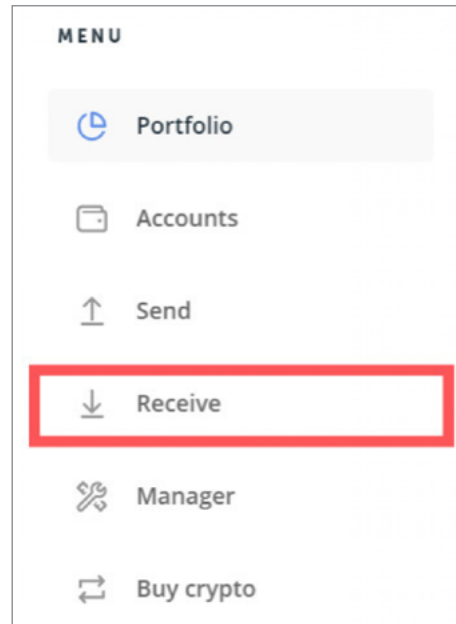 MENU
Portfolio
Accounts
Send
Receive
Manager
Buy crypto